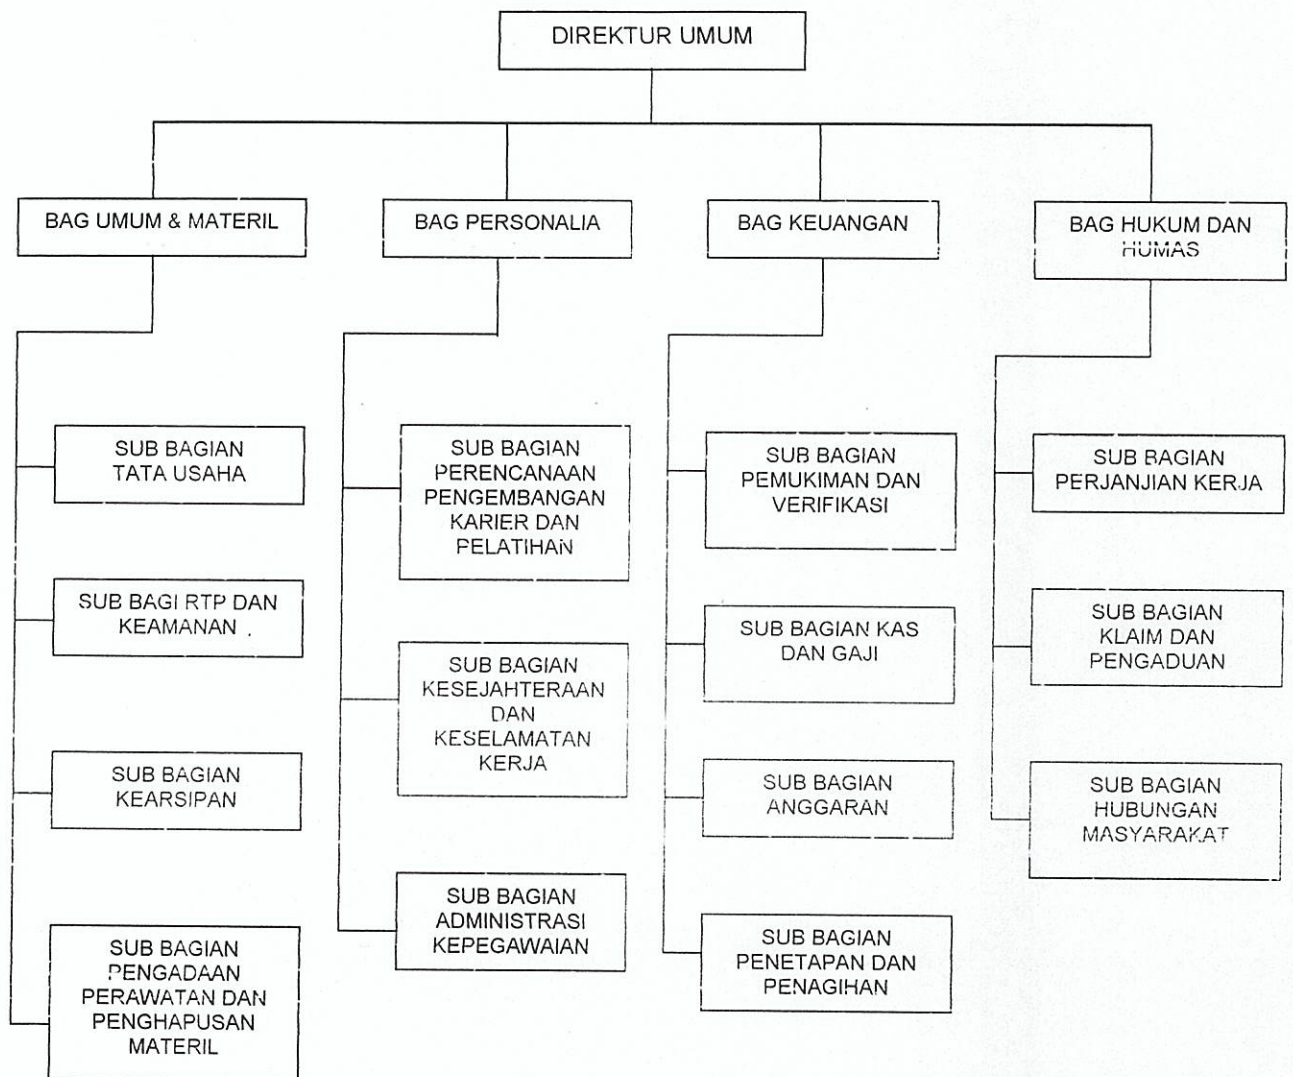 DIREKTUR UMUM
BAG UMUM & MATERIL
BAG PERSONALIA
BAG KEUANGAN
BAG HUKUM DAN
HUMAS
SUB BAGIAN
TATA USAHA
SUB BAGI RTP DAN
KEAMANAN
SUB BAGIAN
KEARSIPAN
SUB BAGIAN
PENGADAAN
PERAWATAN DAN
PENGHAPUSAN
MATERIL
SUB BAGIAN
PERENCANAAN
PENGEMBANGAN
KARIER DAN
PELATIHAN
SUB BAGIAN
KESEJAHTERAAN
DAN
KESELAMATAN
KERJA
SUB BAGIAN
ADMINISTRASI
KEPEGAWAIAN
SUB BAGIAN
PEMUKIMAN DAN
VERIFIKASI
SUB BAGIAN KAS
DAN GAJI
SUB BAGIAN
ANGGARAN
SUB BAGIAN
PENETAPAN DAN
PENAGIHAN
SUB BAGIAN
PERJANJIAN KERJA
SUB BAGIAN
KLAIM DAN
PENGADUAN
SUB BAGIAN
HUBUNGAN
MASYARAKAT